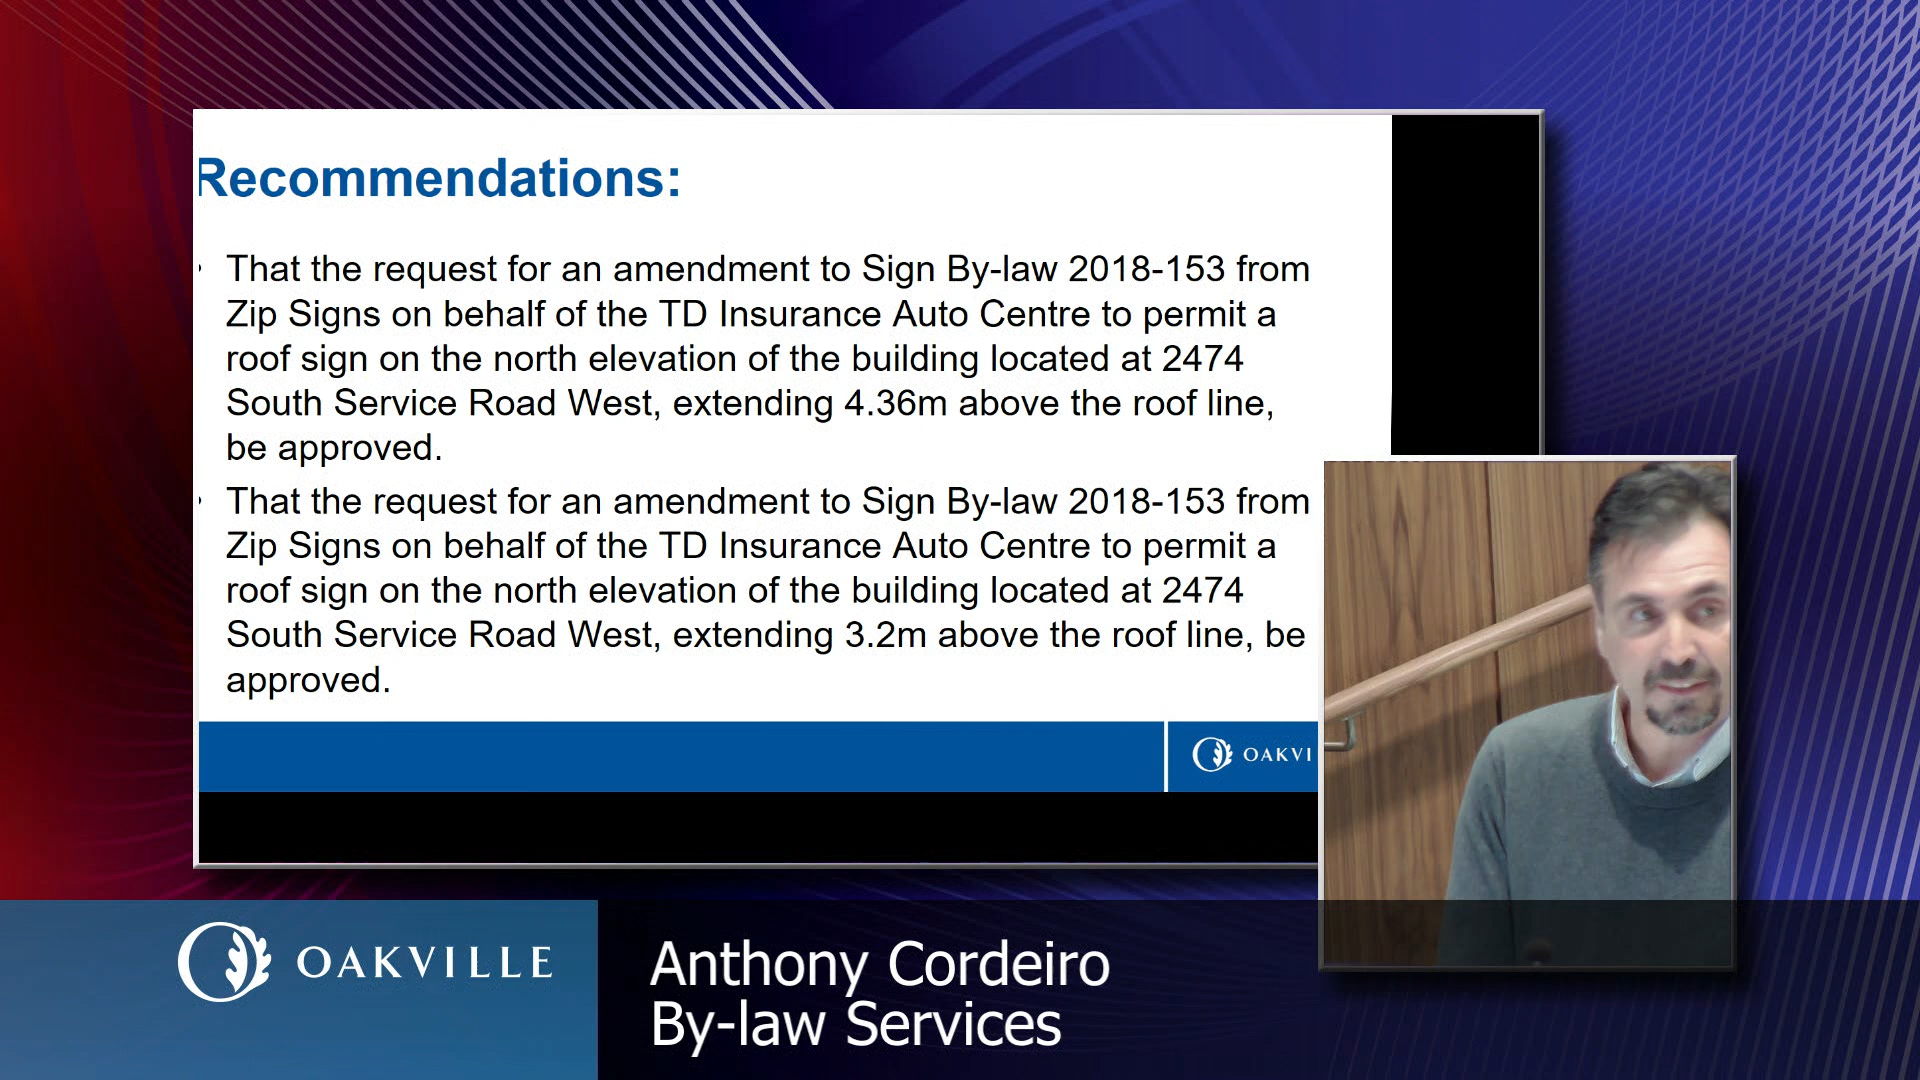 Recommendations:
• That the request for an amendment to Sign By-law 2018-153 from
Zip Signs on behalf of the TD Insurance Auto Centre to permit a
roof sign on the north elevation of the building located at 2474
South Service Road West, extending 4.36m above the roof line,
be approved.
• That the request for an amendment to Sign By-law 2018-153 from
Zip Signs on behalf of the TD Insurance Auto Centre to permit a
roof sign on the north elevation of the building located at 2474
South Service Road West, extending 3.2m above the roof line, be
approved.
OAKVI
OAKVILLE
Anthony Cordeiro
By-law Services